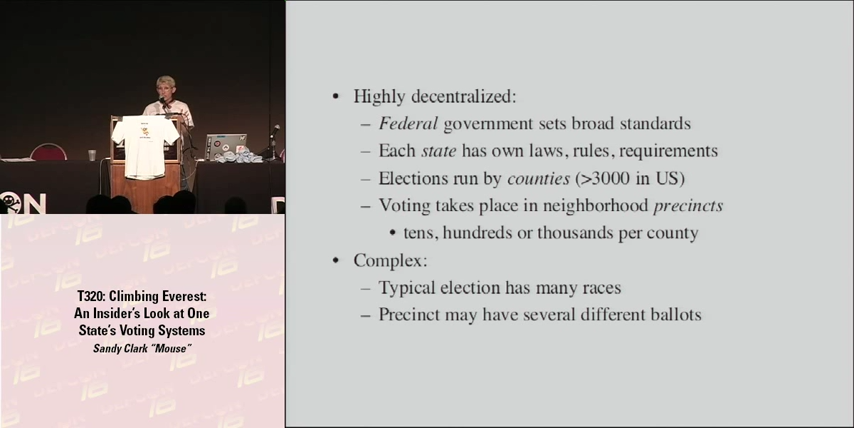 • Highly decentralized:
– Federal government sets broad standards
– Each state has own laws, rules, requirements
– Elections run by counties (>3000 in US)
– Voting takes place in neighborhood precincts
• tens, hundreds or thousands per county
• Complex:
– Typical election has many races
– Precinct may have several different ballots
T320: Climbing Everest:
An Insider's Look at One
State's Voting Systems
Sandy Clark "Mouse"